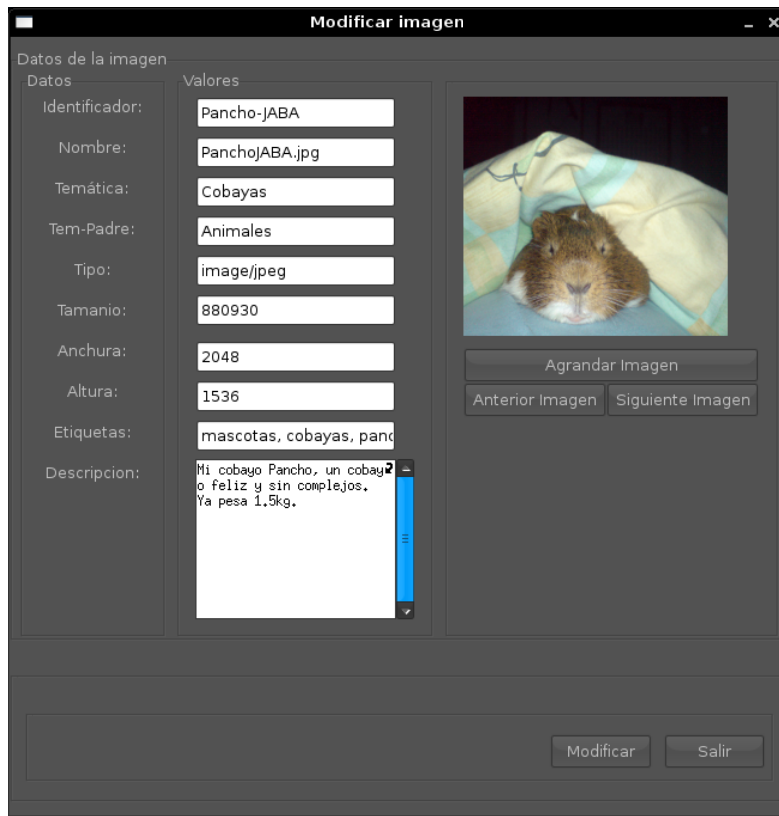 Modificar imagen
Datos de la imagen
Datos
Valores
Identificador:
Pancho-JABA
Nombre:
PanchoJABA.jpg
Temática:
Cobayas
Tem-Padre:
Animales
Tipo:
image/jpeg
Tamanio:
880930
Anchura:
2048
Altura:
1536
Etiquetas:
mascotas, cobayas, panc
Descripcion:
Mi cobayo Pancho, un cobay
o feliz y sin complejos.
Ya pesa 1.5kg.
Agrandar Imagen
Anterior Imagen
Siguiente Imagen
Modificar
Salir